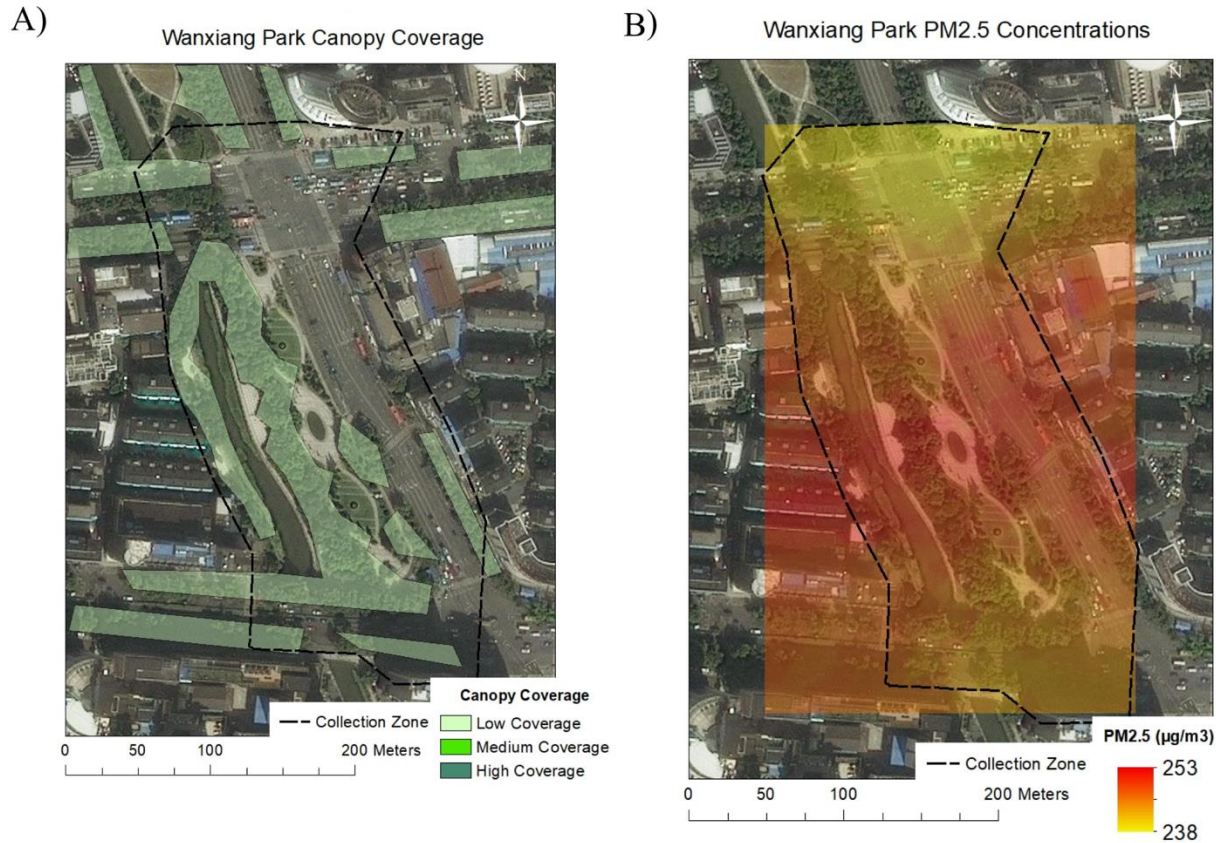 A)
Wanxiang Park Canopy Coverage
N
Canopy Coverage
Collection Zone
Low Coverage
Medium Coverage
High Coverage
0 50 100 200 Meters
B)
Wanxiang Park PM2.5 Concentrations
N
PM2.5 (µg/m3)
Collection Zone
253
238
0 50 100 200 Meters